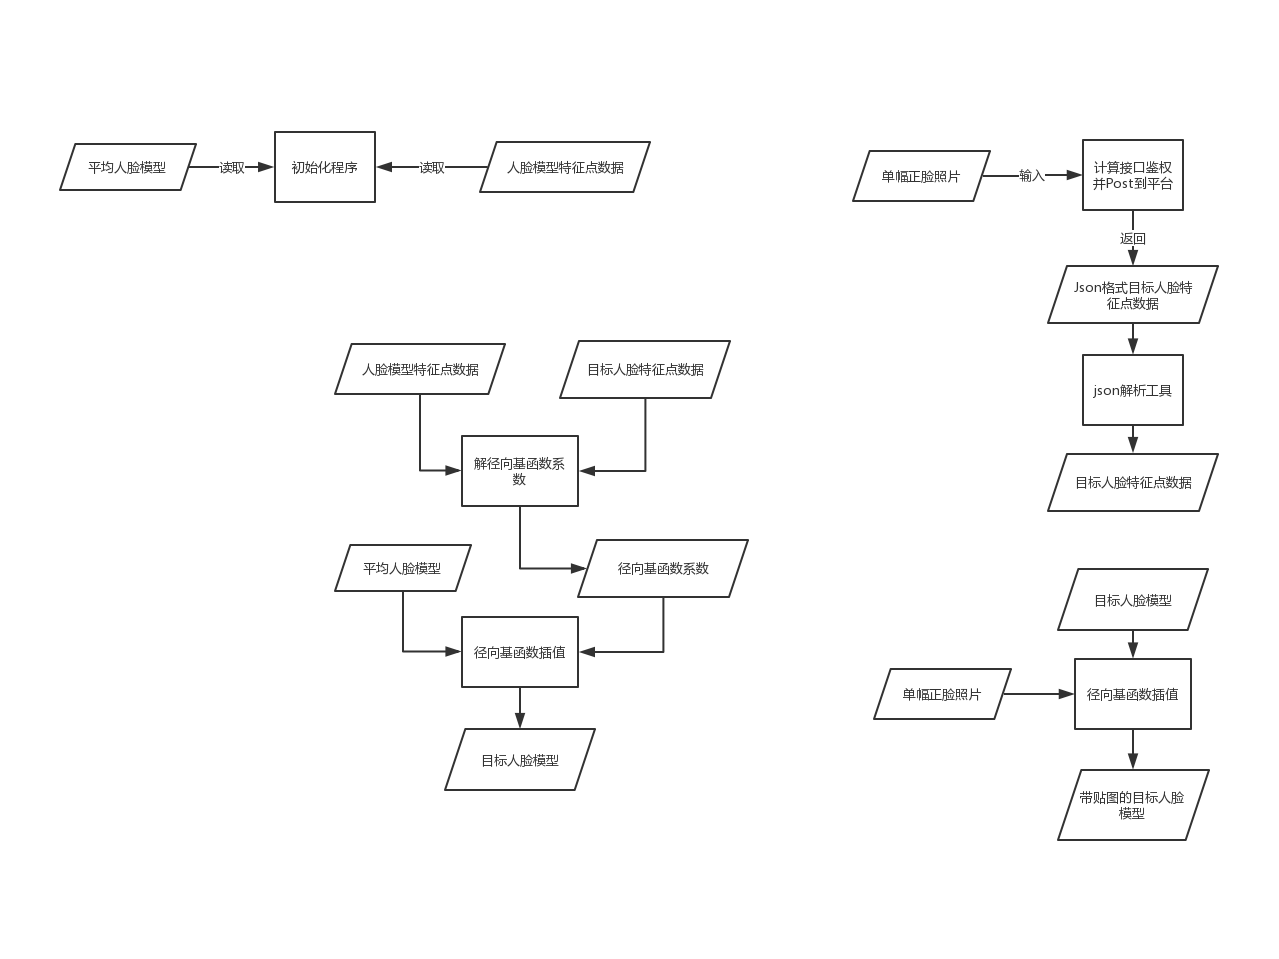 平均人脸模型
读取
初始化程序
读取
人脸模型特征点数据
单幅正脸照片
输入
计算接口鉴权
并Post到平台
返回
Json格式目标人脸特
征点数据
json解析工具
目标人脸特征点数据
人脸模型特征点数据
目标人脸特征点数据
解径向基函数系
数
平均人脸模型
径向基函数系数
径向基函数插值
目标人脸模型
目标人脸模型
单幅正脸照片
径向基函数插值
带贴图的目标人脸
模型